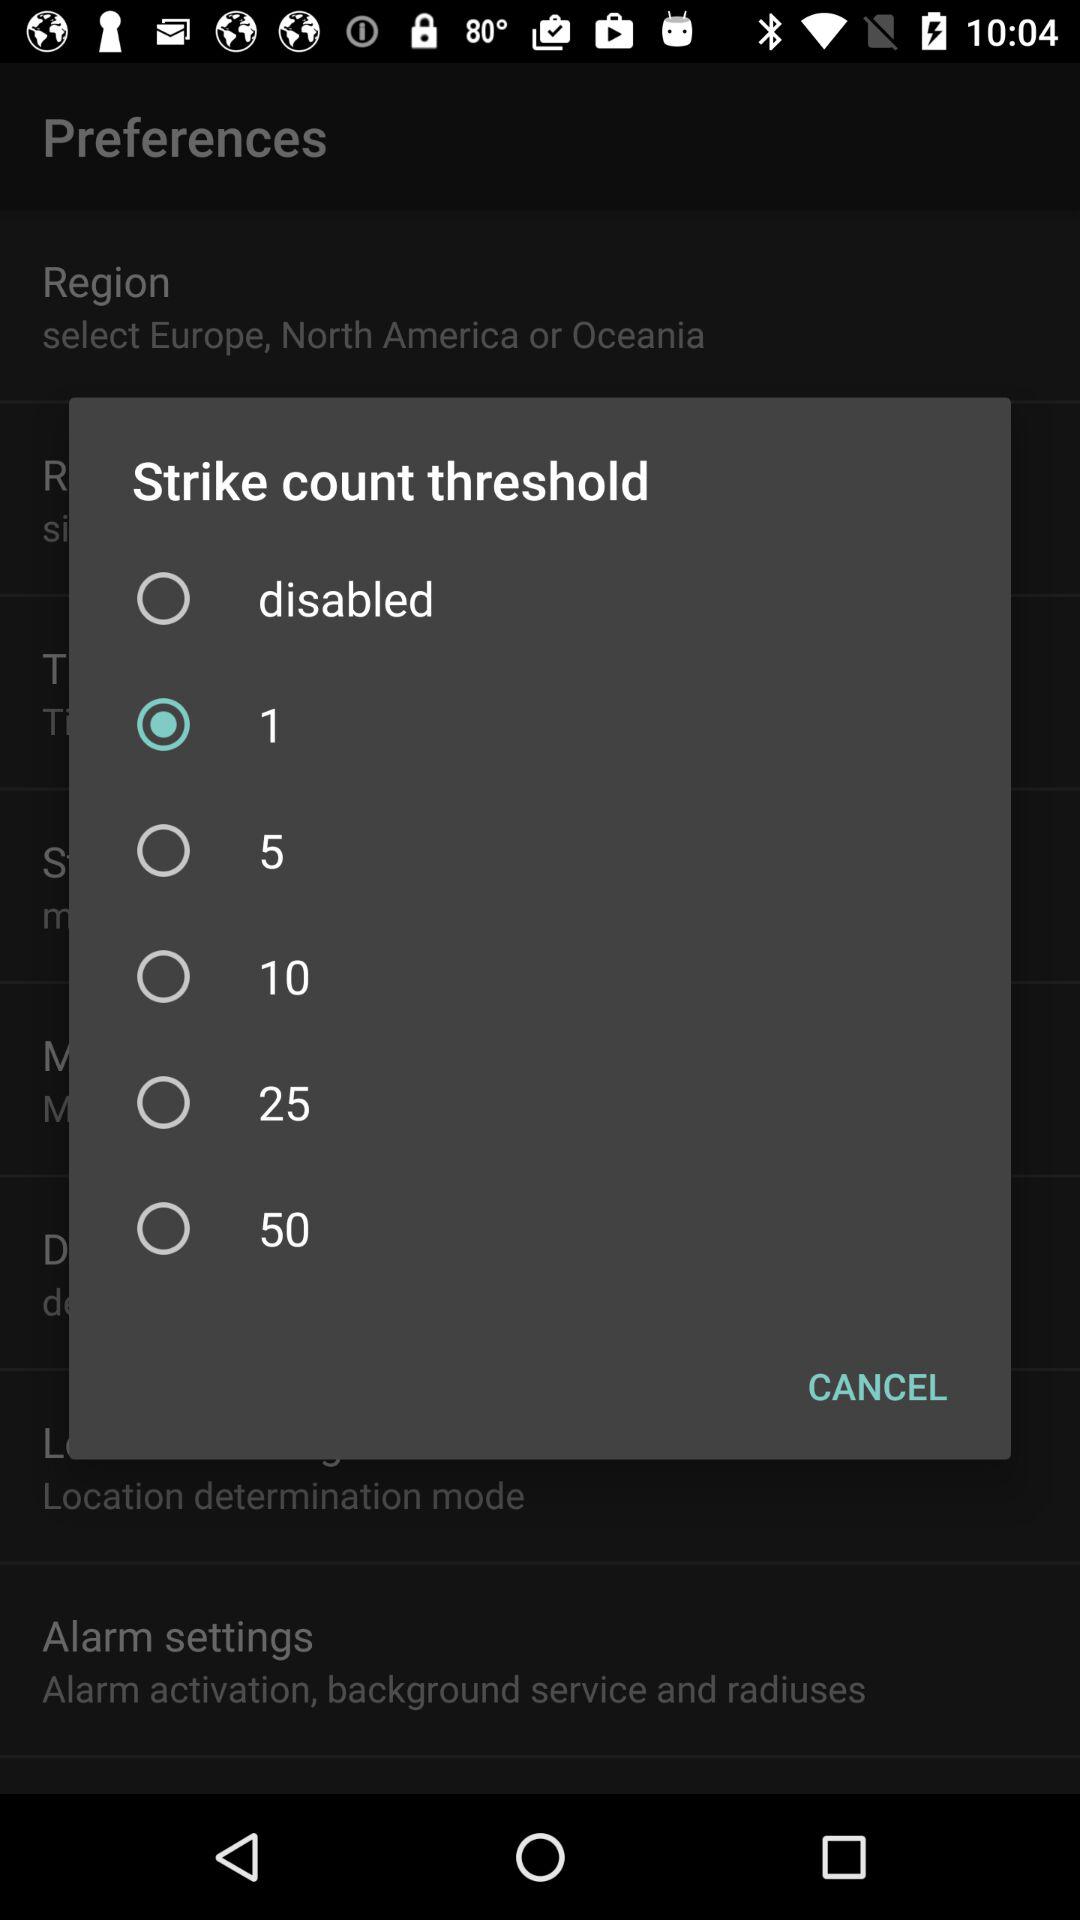 80° 10:04
Preferences
Region
select Europe, North America or Oceania
Strike count threshold
disabled
1
5
10
25
50
CANCEL
Location determination mode
Alarm settings
Alarm activation, background service and radiuses